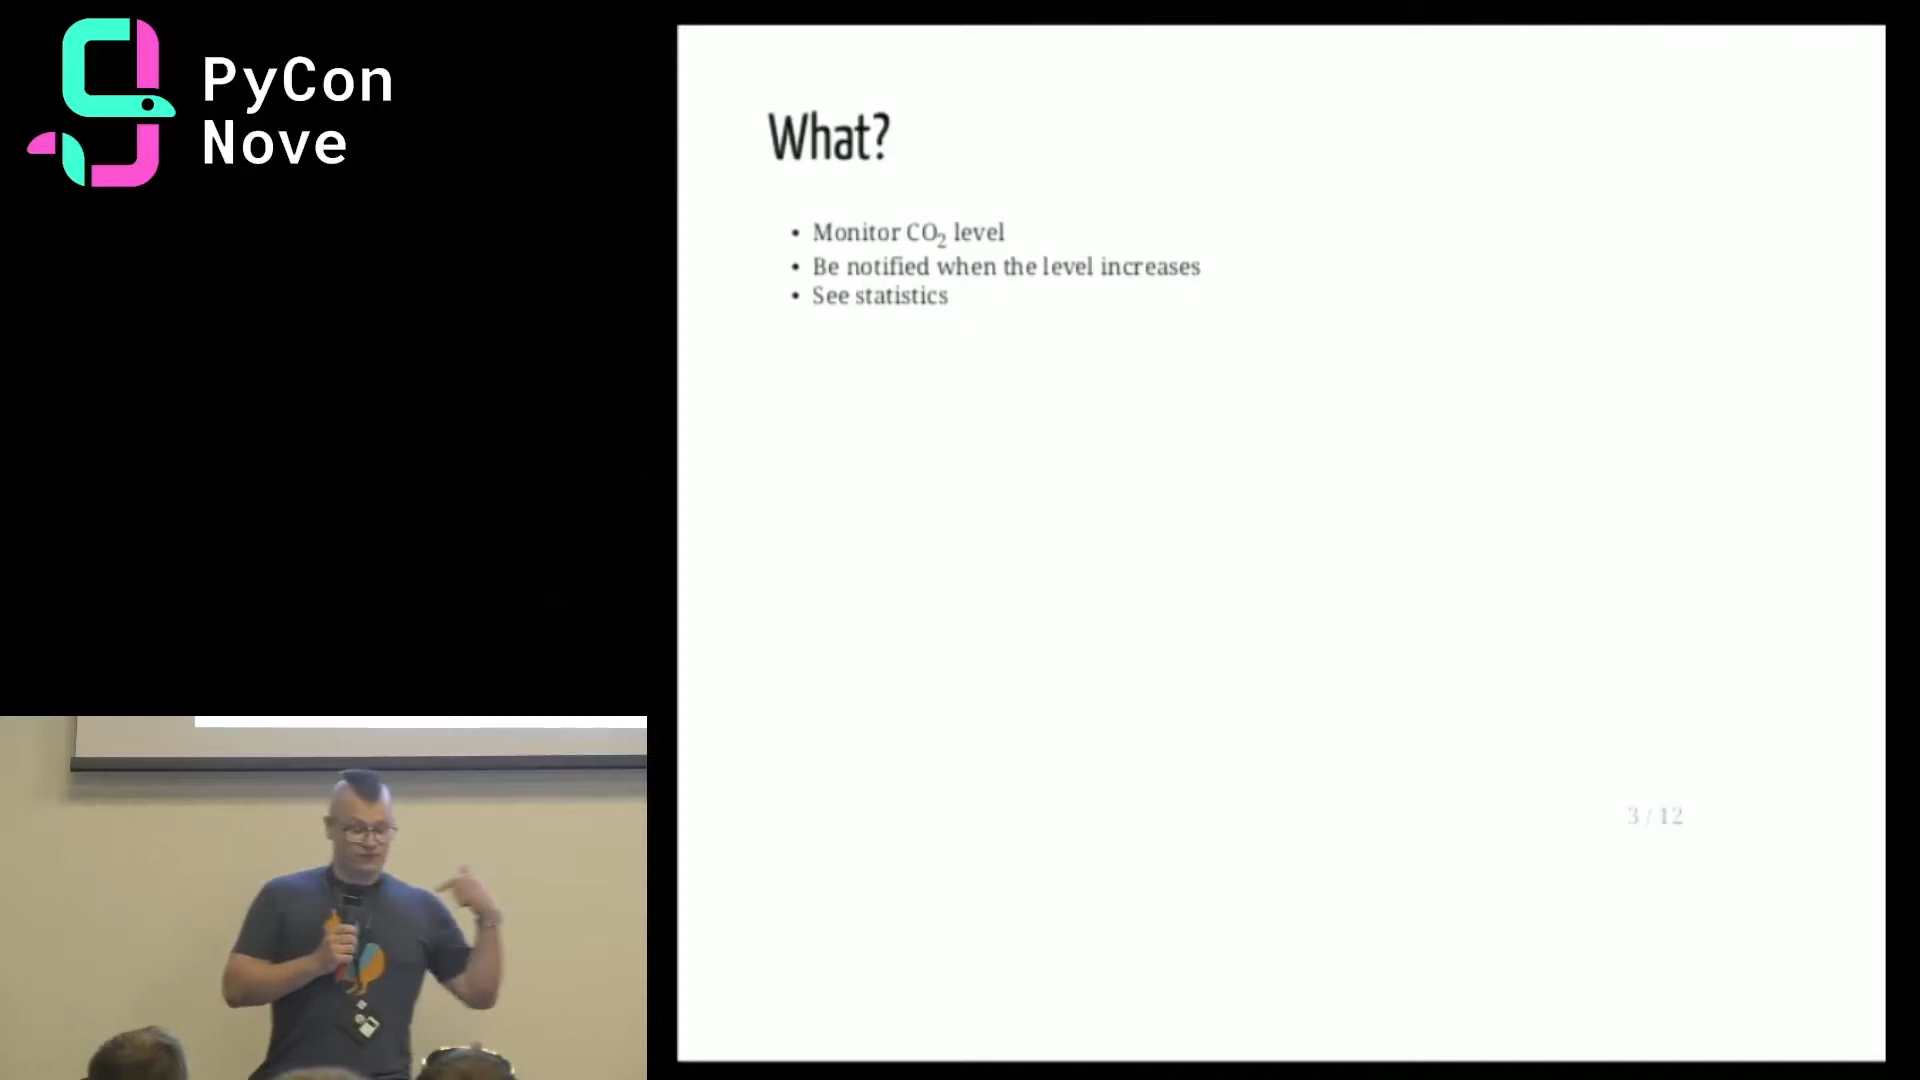 PyCon
Nove
What?
• Monitor CO₂ level
• Be notified when the level increases
• See statistics
3 / 12